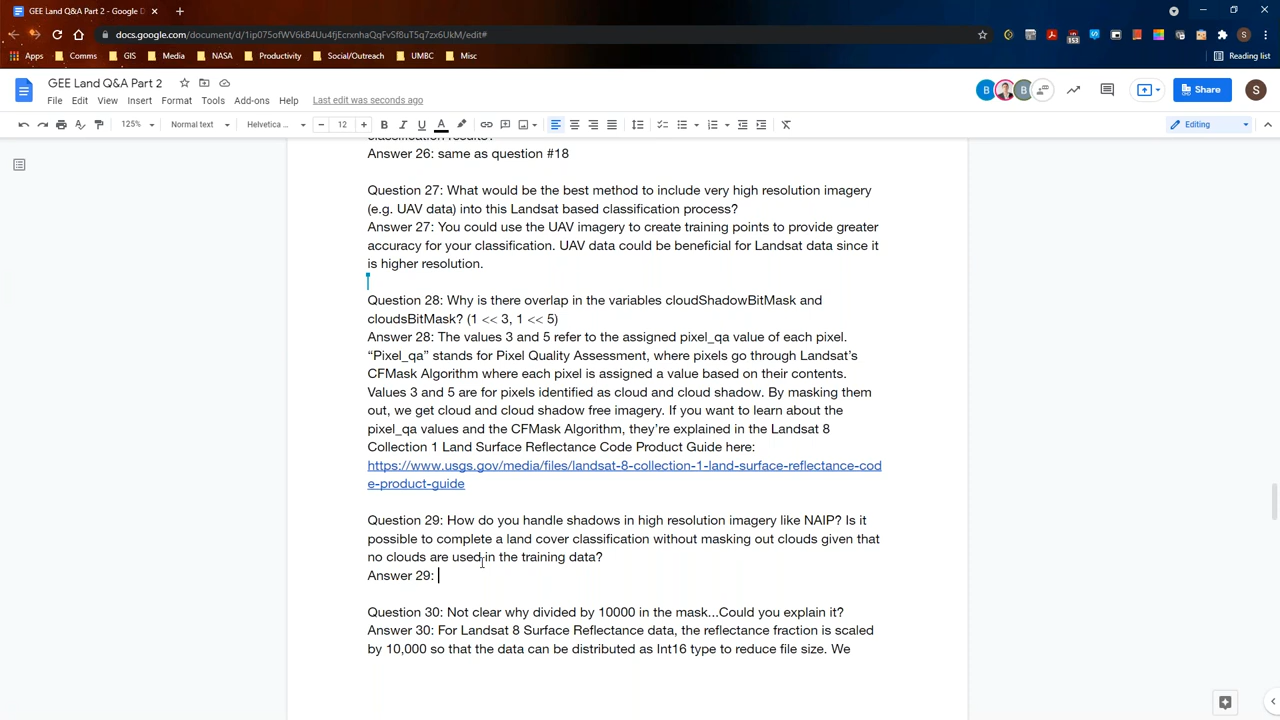 GEE Land Q&A Part 2 - Google D
docs.google.com/document/d/1ip075ofWV6kB4Uu4fjEcrxnhaQqFvSf8uT5q7zx6UkM/edit#
Apps Comms GIS Media NASA Productivity Social/Outreach UMBC Misc Reading list
GEE Land Q&A Part 2
File Edit View Insert Format Tools Add-ons Help Last edit was seconds ago
Share
125% Normal text Helvetica ... 12 Editing
classification results?
Answer 26: same as question #18
Question 27: What would be the best method to include very high resolution imagery
(e.g. UAV data) into this Landsat based classification process?
Answer 27: You could use the UAV imagery to create training points to provide greater
accuracy for your classification. UAV data could be beneficial for Landsat data since it
is higher resolution.
Question 28: Why is there overlap in the variables cloudShadowBitMask and
cloudsBitMask? (1 << 3, 1 << 5)
Answer 28: The values 3 and 5 refer to the assigned pixel_qa value of each pixel.
“Pixel_qa” stands for Pixel Quality Assessment, where pixels go through Landsat’s
CFMask Algorithm where each pixel is assigned a value based on their contents.
Values 3 and 5 are for pixels identified as cloud and cloud shadow. By masking them
out, we get cloud and cloud shadow free imagery. If you want to learn about the
pixel_qa values and the CFMask Algorithm, they’re explained in the Landsat 8
Collection 1 Land Surface Reflectance Code Product Guide here:
https://www.usgs.gov/media/files/landsat-8-collection-1-land-surface-reflectance-cod
e-product-guide
Question 29: How do you handle shadows in high resolution imagery like NAIP? Is it
possible to complete a land cover classification without masking out clouds given that
no clouds are used in the training data?
Answer 29:
Question 30: Not clear why divided by 10000 in the mask...Could you explain it?
Answer 30: For Landsat 8 Surface Reflectance data, the reflectance fraction is scaled
by 10,000 so that the data can be distributed as Int16 type to reduce file size. We